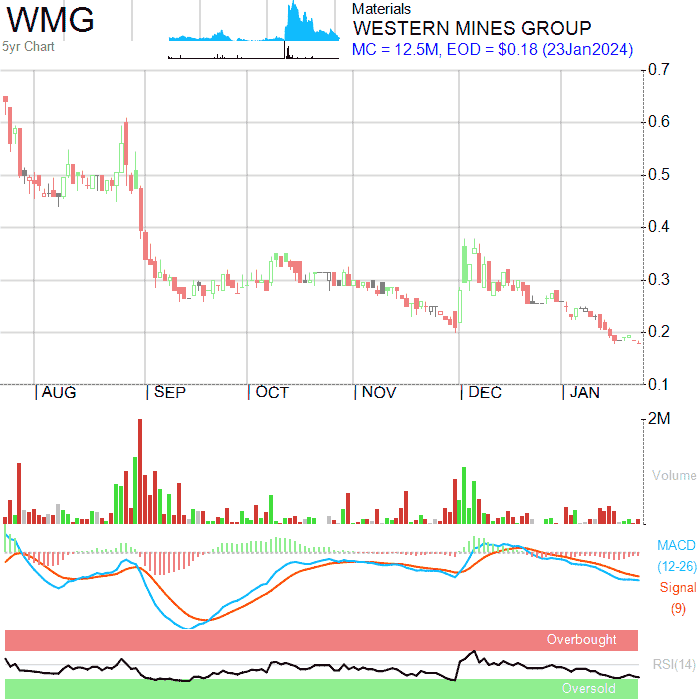 WMG
5yr Chart
Materials
WESTERN MINES GROUP
MC = 12.5M, EOD = $0.18 (23Jan2024)
0.7
0.6
0.5
0.4
0.3
0.2
0.1
AUG SEP OCT NOV DEC JAN
2M
Volume
MACD
(12-26)
Signal
(9)
Overbought
RSI(14)
Oversold